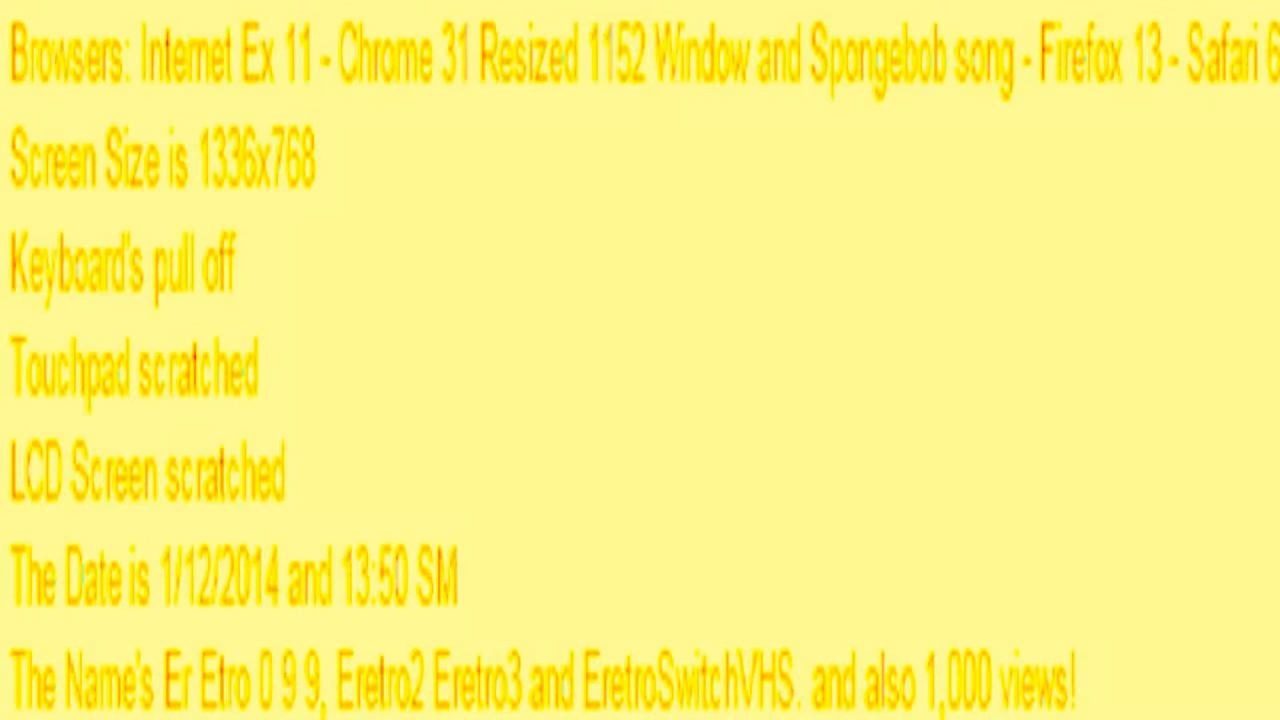 Browsers: Internet Ex 11 - Chrome 31 Resized 1152 Window and Spongebob song - Firefox 13 - Safari 6
Screen Size is 1336x768
Keyboard's pull off
Touchpad scratched
LCD Screen scratched
The Date is 1/12/2014 and 13:50 SM
The Name's Er Etro 0 9 9, Eretro2 Eretro3 and EretroSwitchVHS. and also 1,000 views!